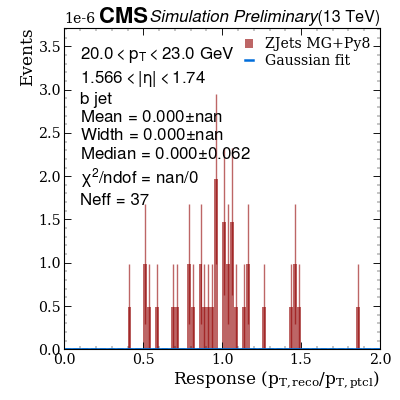 1e-6 CMS Simulation Preliminary (13 TeV)
Events
3.5
3.0
2.5
2.0
1.5
1.0
0.5
0.0
20.0 < pT < 23.0 GeV
1.566 < |η| < 1.74
b jet
Mean = 0.000±nan
Width = 0.000±nan
Median = 0.000±0.062
χ²/ndof = nan/0
Neff = 37
ZJets MG+Py8
Gaussian fit
0.0 0.5 1.0 1.5 2.0
Response (pT,reco/pT,ptcl)